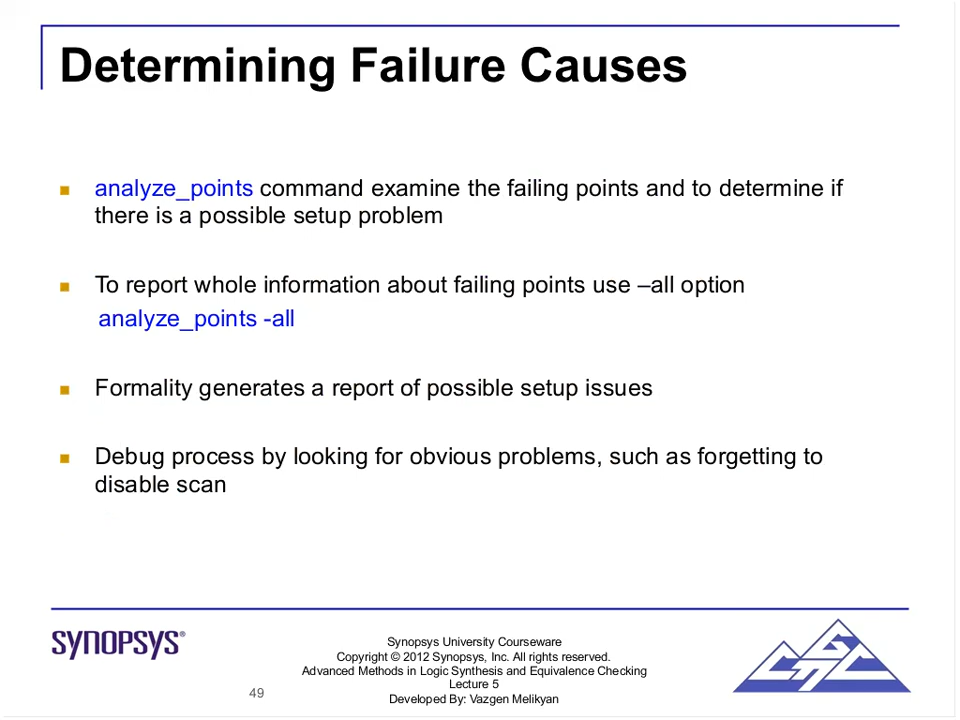 Determining Failure Causes
analyze_points command examine the failing points and to determine if
there is a possible setup problem
To report whole information about failing points use –all option
analyze_points -all
Formality generates a report of possible setup issues
Debug process by looking for obvious problems, such as forgetting to
disable scan
SYNOPSYS®
Synopsys University Courseware
Copyright © 2012 Synopsys, Inc. All rights reserved.
Advanced Methods in Logic Synthesis and Equivalence Checking
Lecture 5
49
Developed By: Vazgen Melikyan